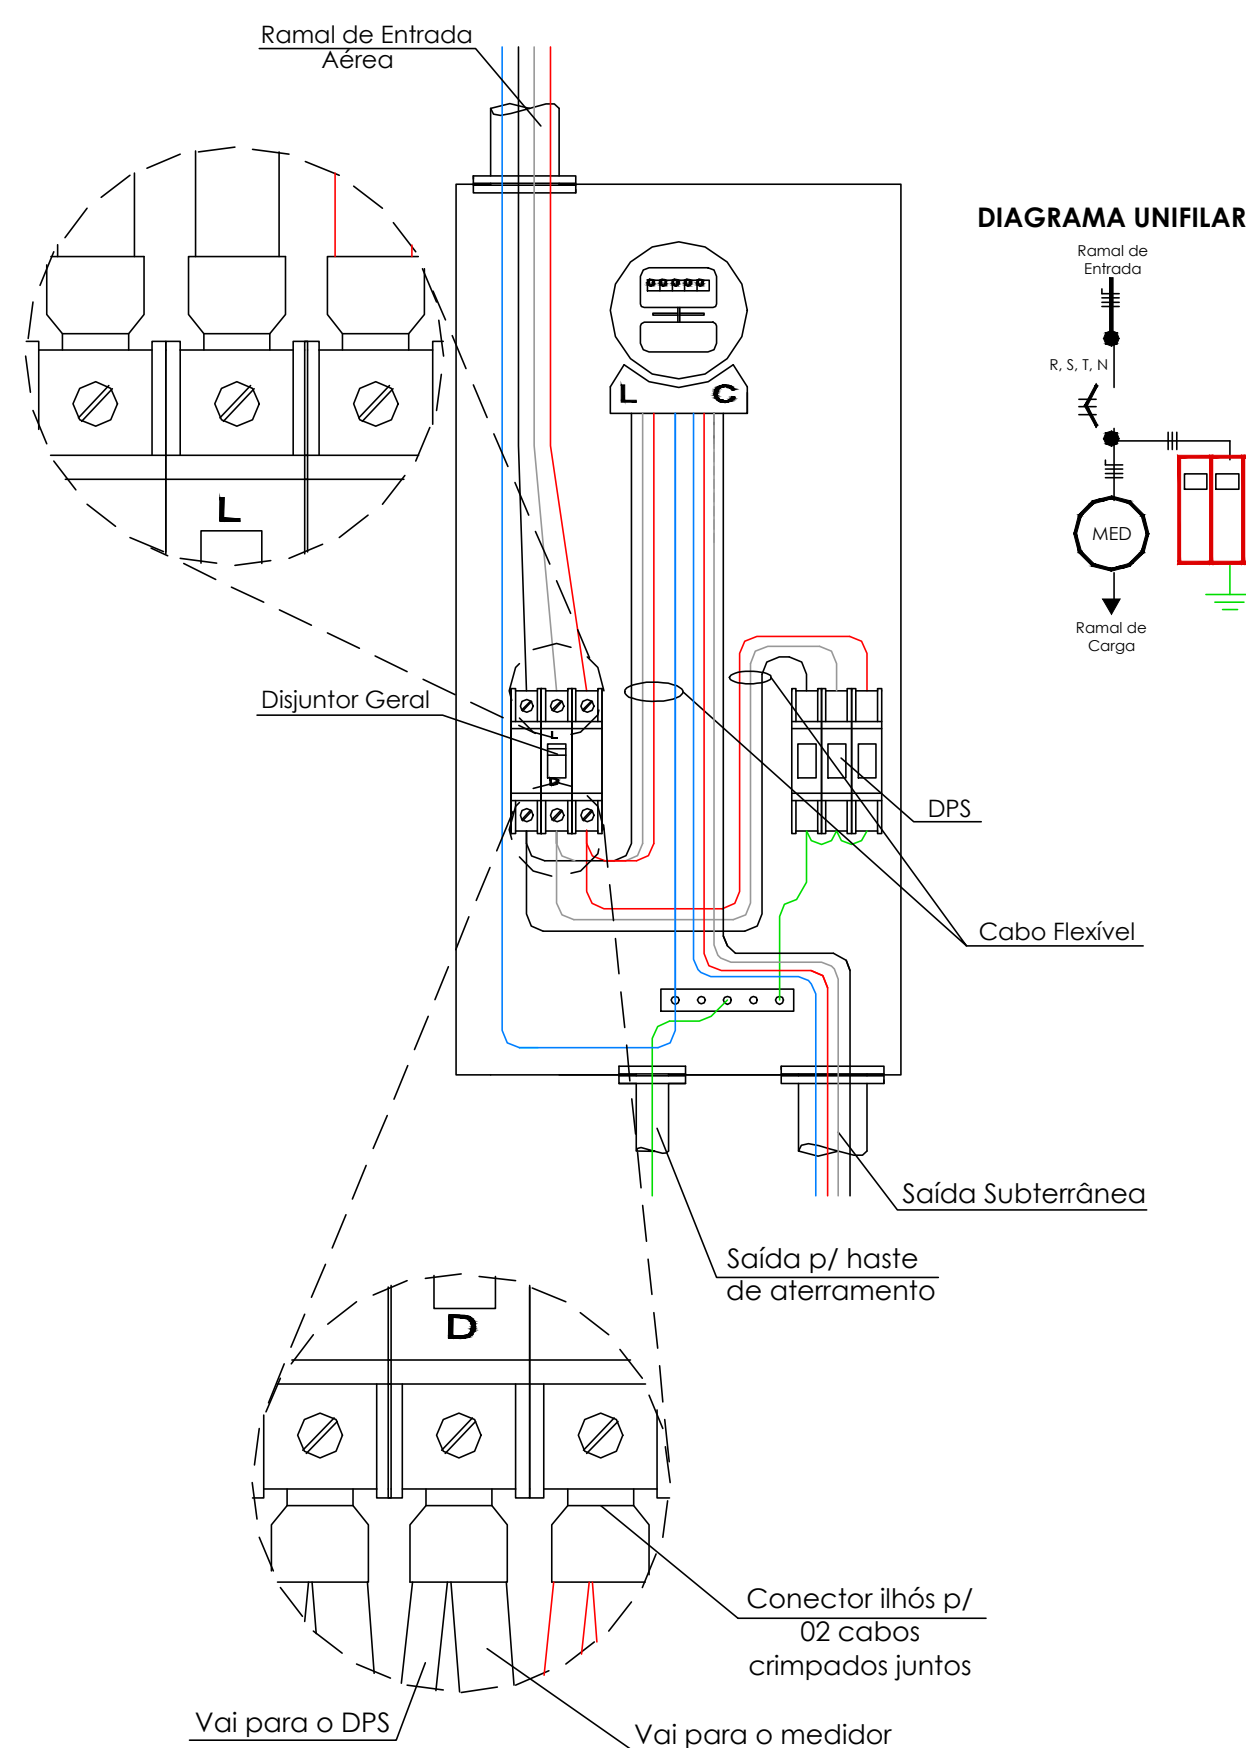 Ramal de Entrada
Aérea
DIAGRAMA UNIFILAR
Ramal de
Entrada
R, S, T, N
L C
L
MED
Ramal de
Carga
Disjuntor Geral
L
D
DPS
Cabo Flexível
Saída Subterrânea
Saída p/ haste
de aterramento
D
Conector ilhós p/
02 cabos
crimpados juntos
Vai para o DPS
Vai para o medidor